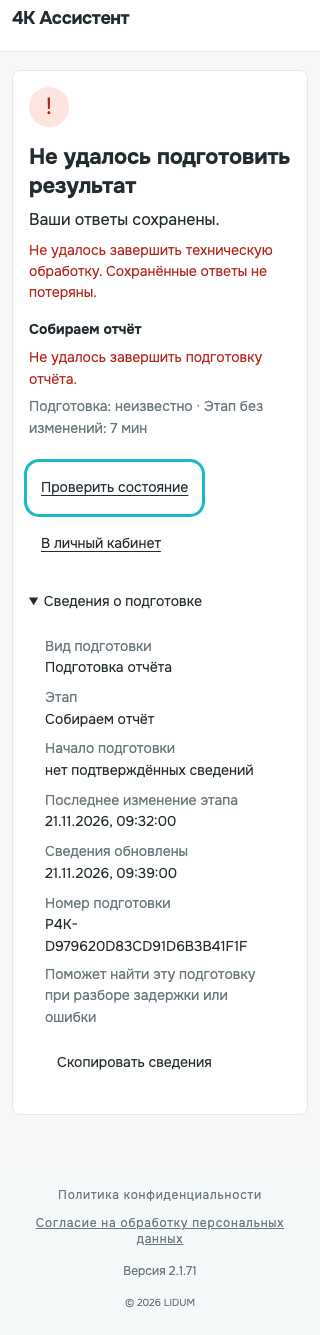 4К Ассистент
!
Не удалось подготовить
результат
Ваши ответы сохранены.
Не удалось завершить техническую
обработку. Сохранённые ответы не
потеряны.
Собираем отчёт
Не удалось завершить подготовку
отчёта.
Подготовка: неизвестно · Этап без
изменений: 7 мин
Проверить состояние
В личный кабинет
▼ Сведения о подготовке
Вид подготовки
Подготовка отчёта
Этап
Собираем отчёт
Начало подготовки
нет подтверждённых сведений
Последнее изменение этапа
21.11.2026, 09:32:00
Сведения обновлены
21.11.2026, 09:39:00
Номер подготовки
P4K-
D979620D83CD91D6B3B41F1F
Поможет найти эту подготовку
при разборе задержки или
ошибки
Скопировать сведения
Политика конфиденциальности
Согласие на обработку персональных
данных
Версия 2.1.71
© 2026 LIDUM